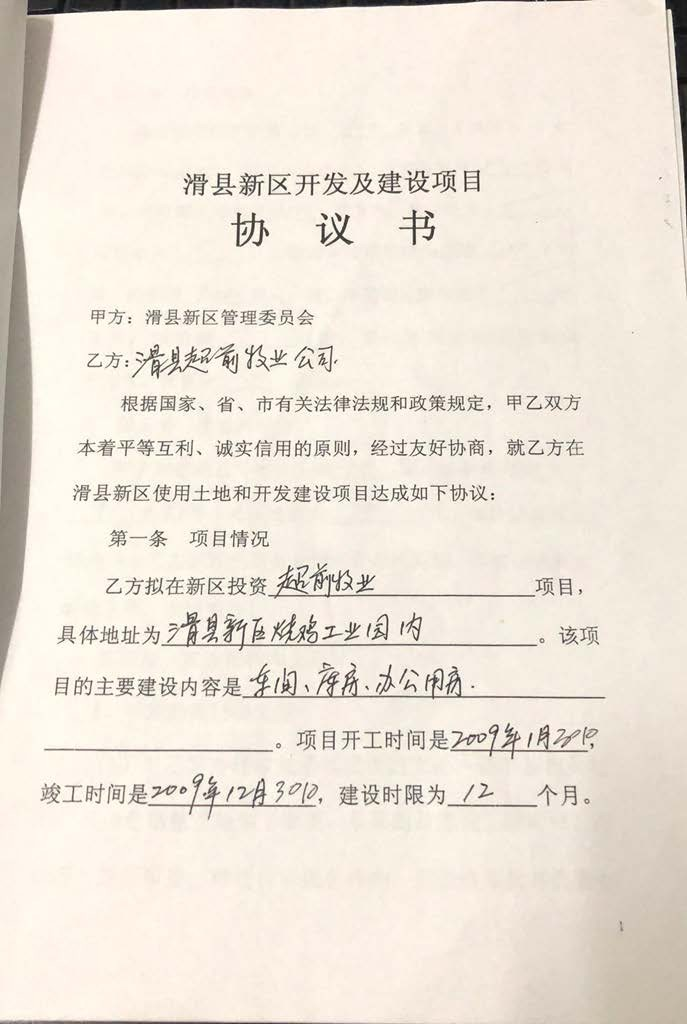 滑县新区开发及建设项目
协 议 书
甲方：滑县新区管理委员会
乙方：滑县超前牧业公司.
根据国家、省、市有关法律法规和政策规定，甲乙双方
本着平等互利、诚实信用的原则，经过友好协商，就乙方在
滑县新区使用土地和开发建设项目达成如下协议：
第一条 项目情况
乙方拟在新区投资超前牧业项目，
具体地址为滑县新区烧鸡工业园内。该项
目的主要建设内容是车间、库房、办公用房.
。项目开工时间是2009年1月30日，
竣工时间是2009年12月30日，建设时限为12个月。
1